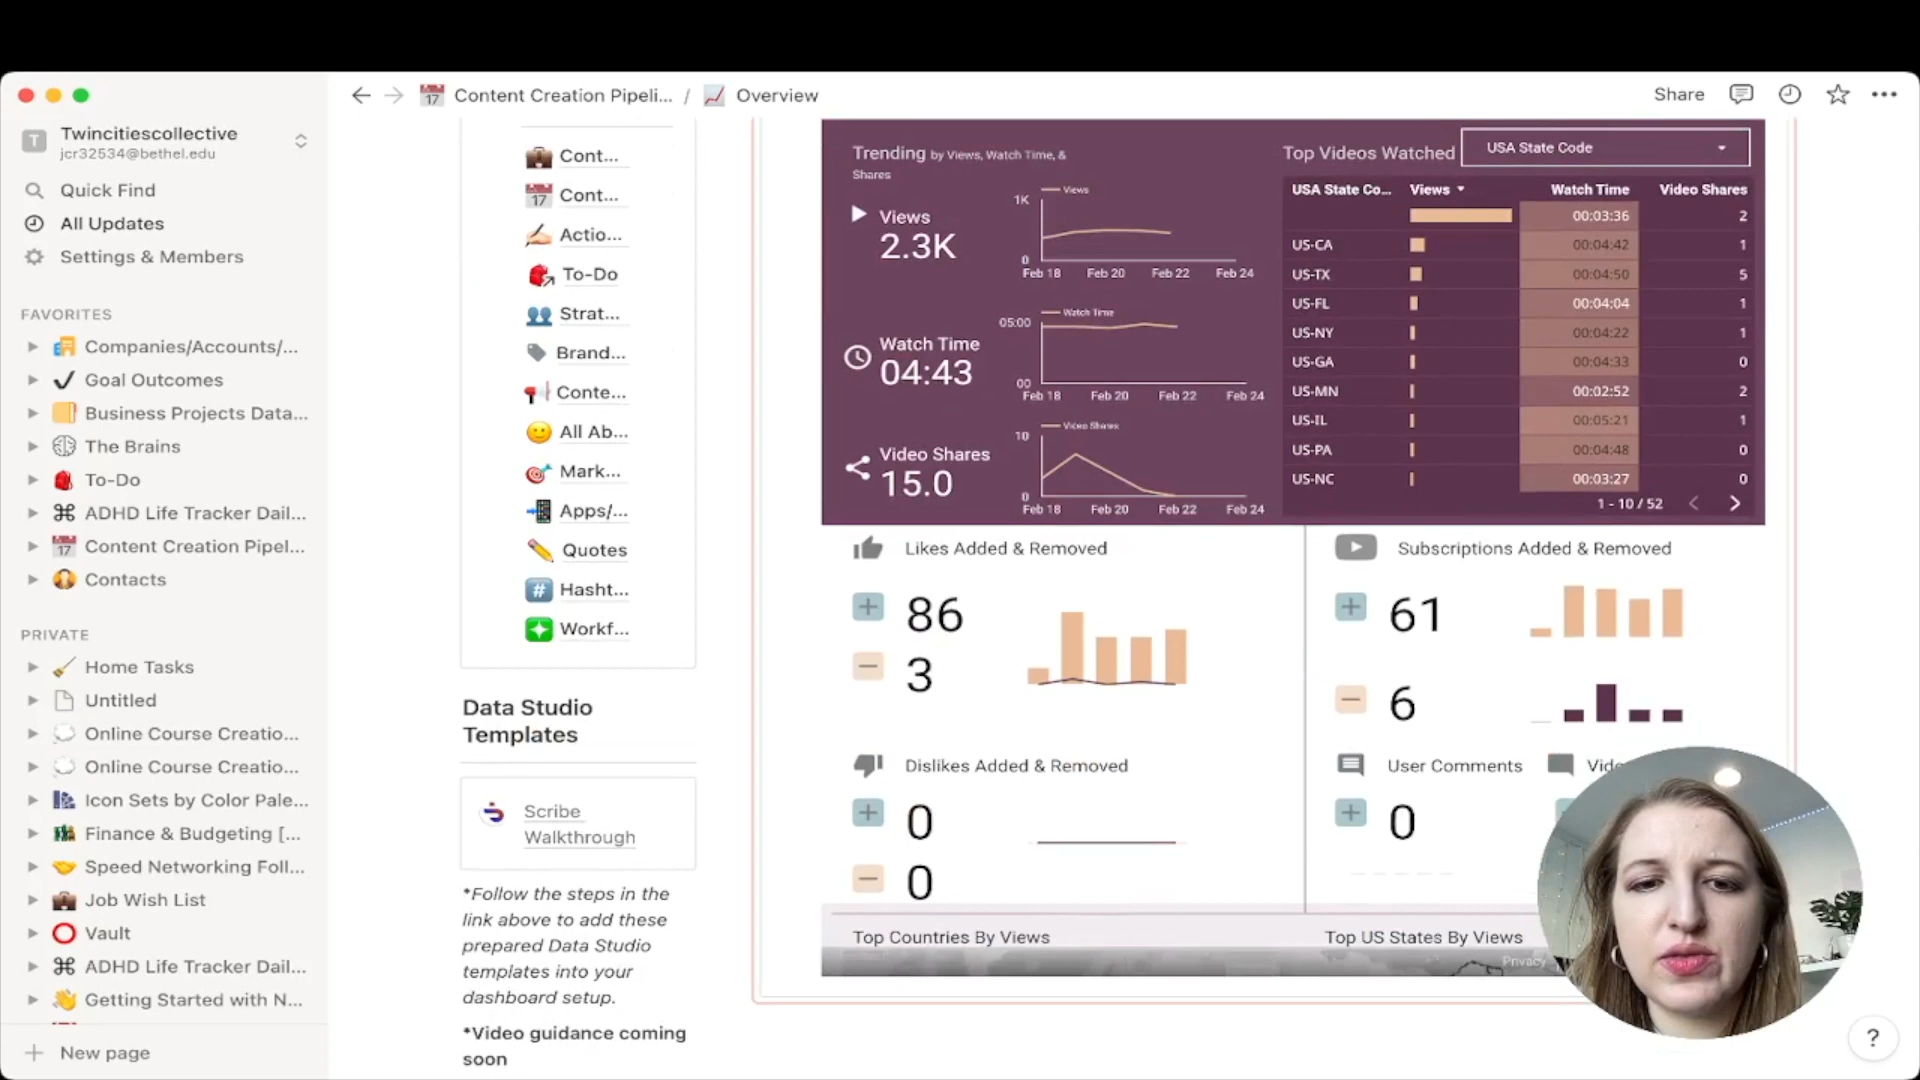 Content Creation Pipeli... / Overview
Share
T
Twincitiescollective
jcr32534@bethel.edu
Quick Find
All Updates
Settings & Members
FAVORITES
Companies/Accounts/...
Goal Outcomes
Business Projects Data...
The Brains
To-Do
ADHD Life Tracker Dail...
Content Creation Pipel...
Contacts
PRIVATE
Home Tasks
Untitled
Online Course Creatio...
Online Course Creatio...
Icon Sets by Color Pale...
Finance & Budgeting [...
Speed Networking Foll...
Job Wish List
Vault
ADHD Life Tracker Dail...
Getting Started with N...
New page
Cont...
Cont...
Actio...
To-Do
Strat...
Brand...
Conte...
All Ab...
Mark...
Apps/...
Quotes
Hasht...
Workf...
Data Studio
Templates
Scribe
Walkthrough
*Follow the steps in the
link above to add these
prepared Data Studio
templates into your
dashboard setup.
*Video guidance coming
soon
Trending by Views, Watch Time, &
Shares
Views
2.3K
Views
1K
0
Feb 18 Feb 20 Feb 22 Feb 24
Watch Time
04:43
Watch Time
05:00
00
Feb 18 Feb 20 Feb 22 Feb 24
Video Shares
15.0
Video Shares
10
0
Feb 18 Feb 20 Feb 22 Feb 24
Top Videos Watched
USA State Code
USA State Co... Views Watch Time Video Shares
00:03:36 2
US-CA 00:04:42 1
US-TX 00:04:50 5
US-FL 00:04:04 1
US-NY 00:04:22 1
US-GA 00:04:33 0
US-MN 00:02:52 2
US-IL 00:05:21 1
US-PA 00:04:48 0
US-NC 00:03:27 0
1 - 10 / 52
Likes Added & Removed
86
3
Subscriptions Added & Removed
61
6
Dislikes Added & Removed
0
0
User Comments
0
Top Countries By Views
Top US States By Views
Privacy
?